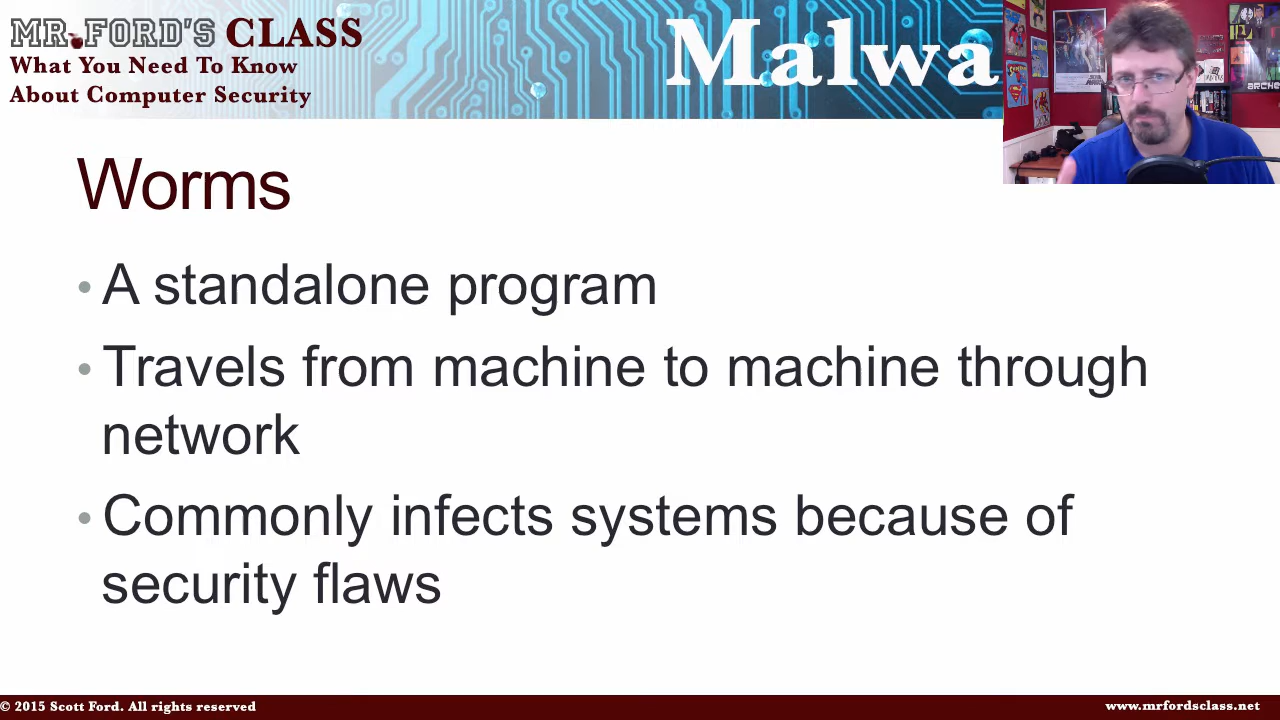 MR. FORD'S CLASS
What You Need To Know
About Computer Security
Malwa
ARCHE
Worms
• A standalone program
• Travels from machine to machine through
network
• Commonly infects systems because of
security flaws
© 2015 Scott Ford. All rights reserved
www.mrfordsclass.net